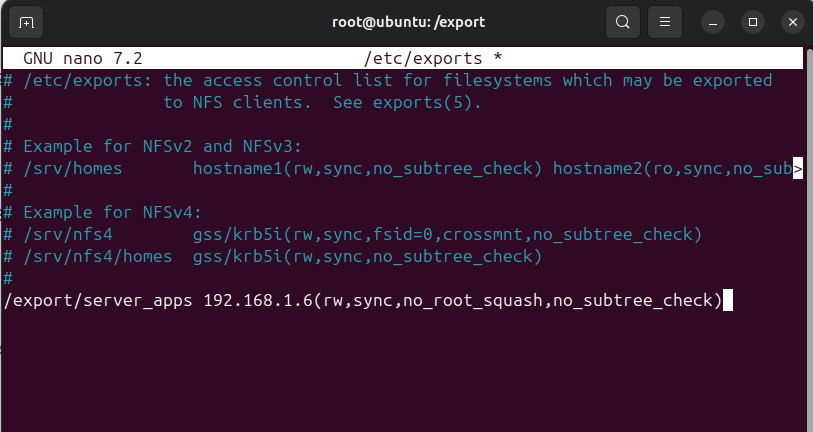 root@ubuntu: /export
GNU nano 7.2 /etc/exports *
# /etc/exports: the access control list for filesystems which may be exported
# to NFS clients. See exports(5).
#
# Example for NFSv2 and NFSv3:
# /srv/homes hostname1(rw,sync,no_subtree_check) hostname2(ro,sync,no_sub>
#
# Example for NFSv4:
# /srv/nfs4 gss/krb5i(rw,sync,fsid=0,crossmnt,no_subtree_check)
# /srv/nfs4/homes gss/krb5i(rw,sync,no_subtree_check)
#
/export/server_apps 192.168.1.6(rw,sync,no_root_squash,no_subtree_check)